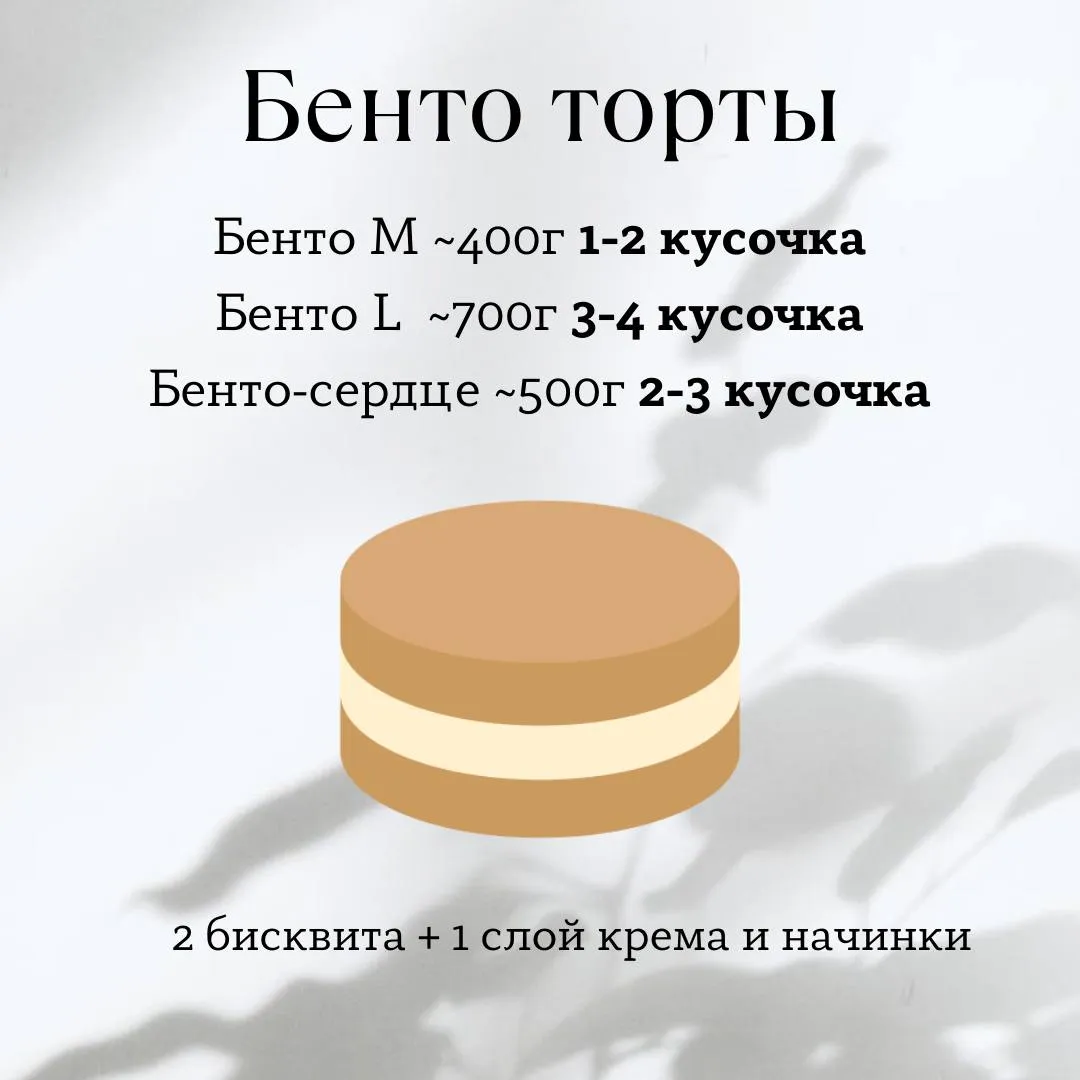 Бенто торты
Бенто М ~400г 1-2 кусочка
Бенто L ~700г 3-4 кусочка
Бенто-сердце ~500г 2-3 кусочка
2 бисквита + 1 слой крема и начинки